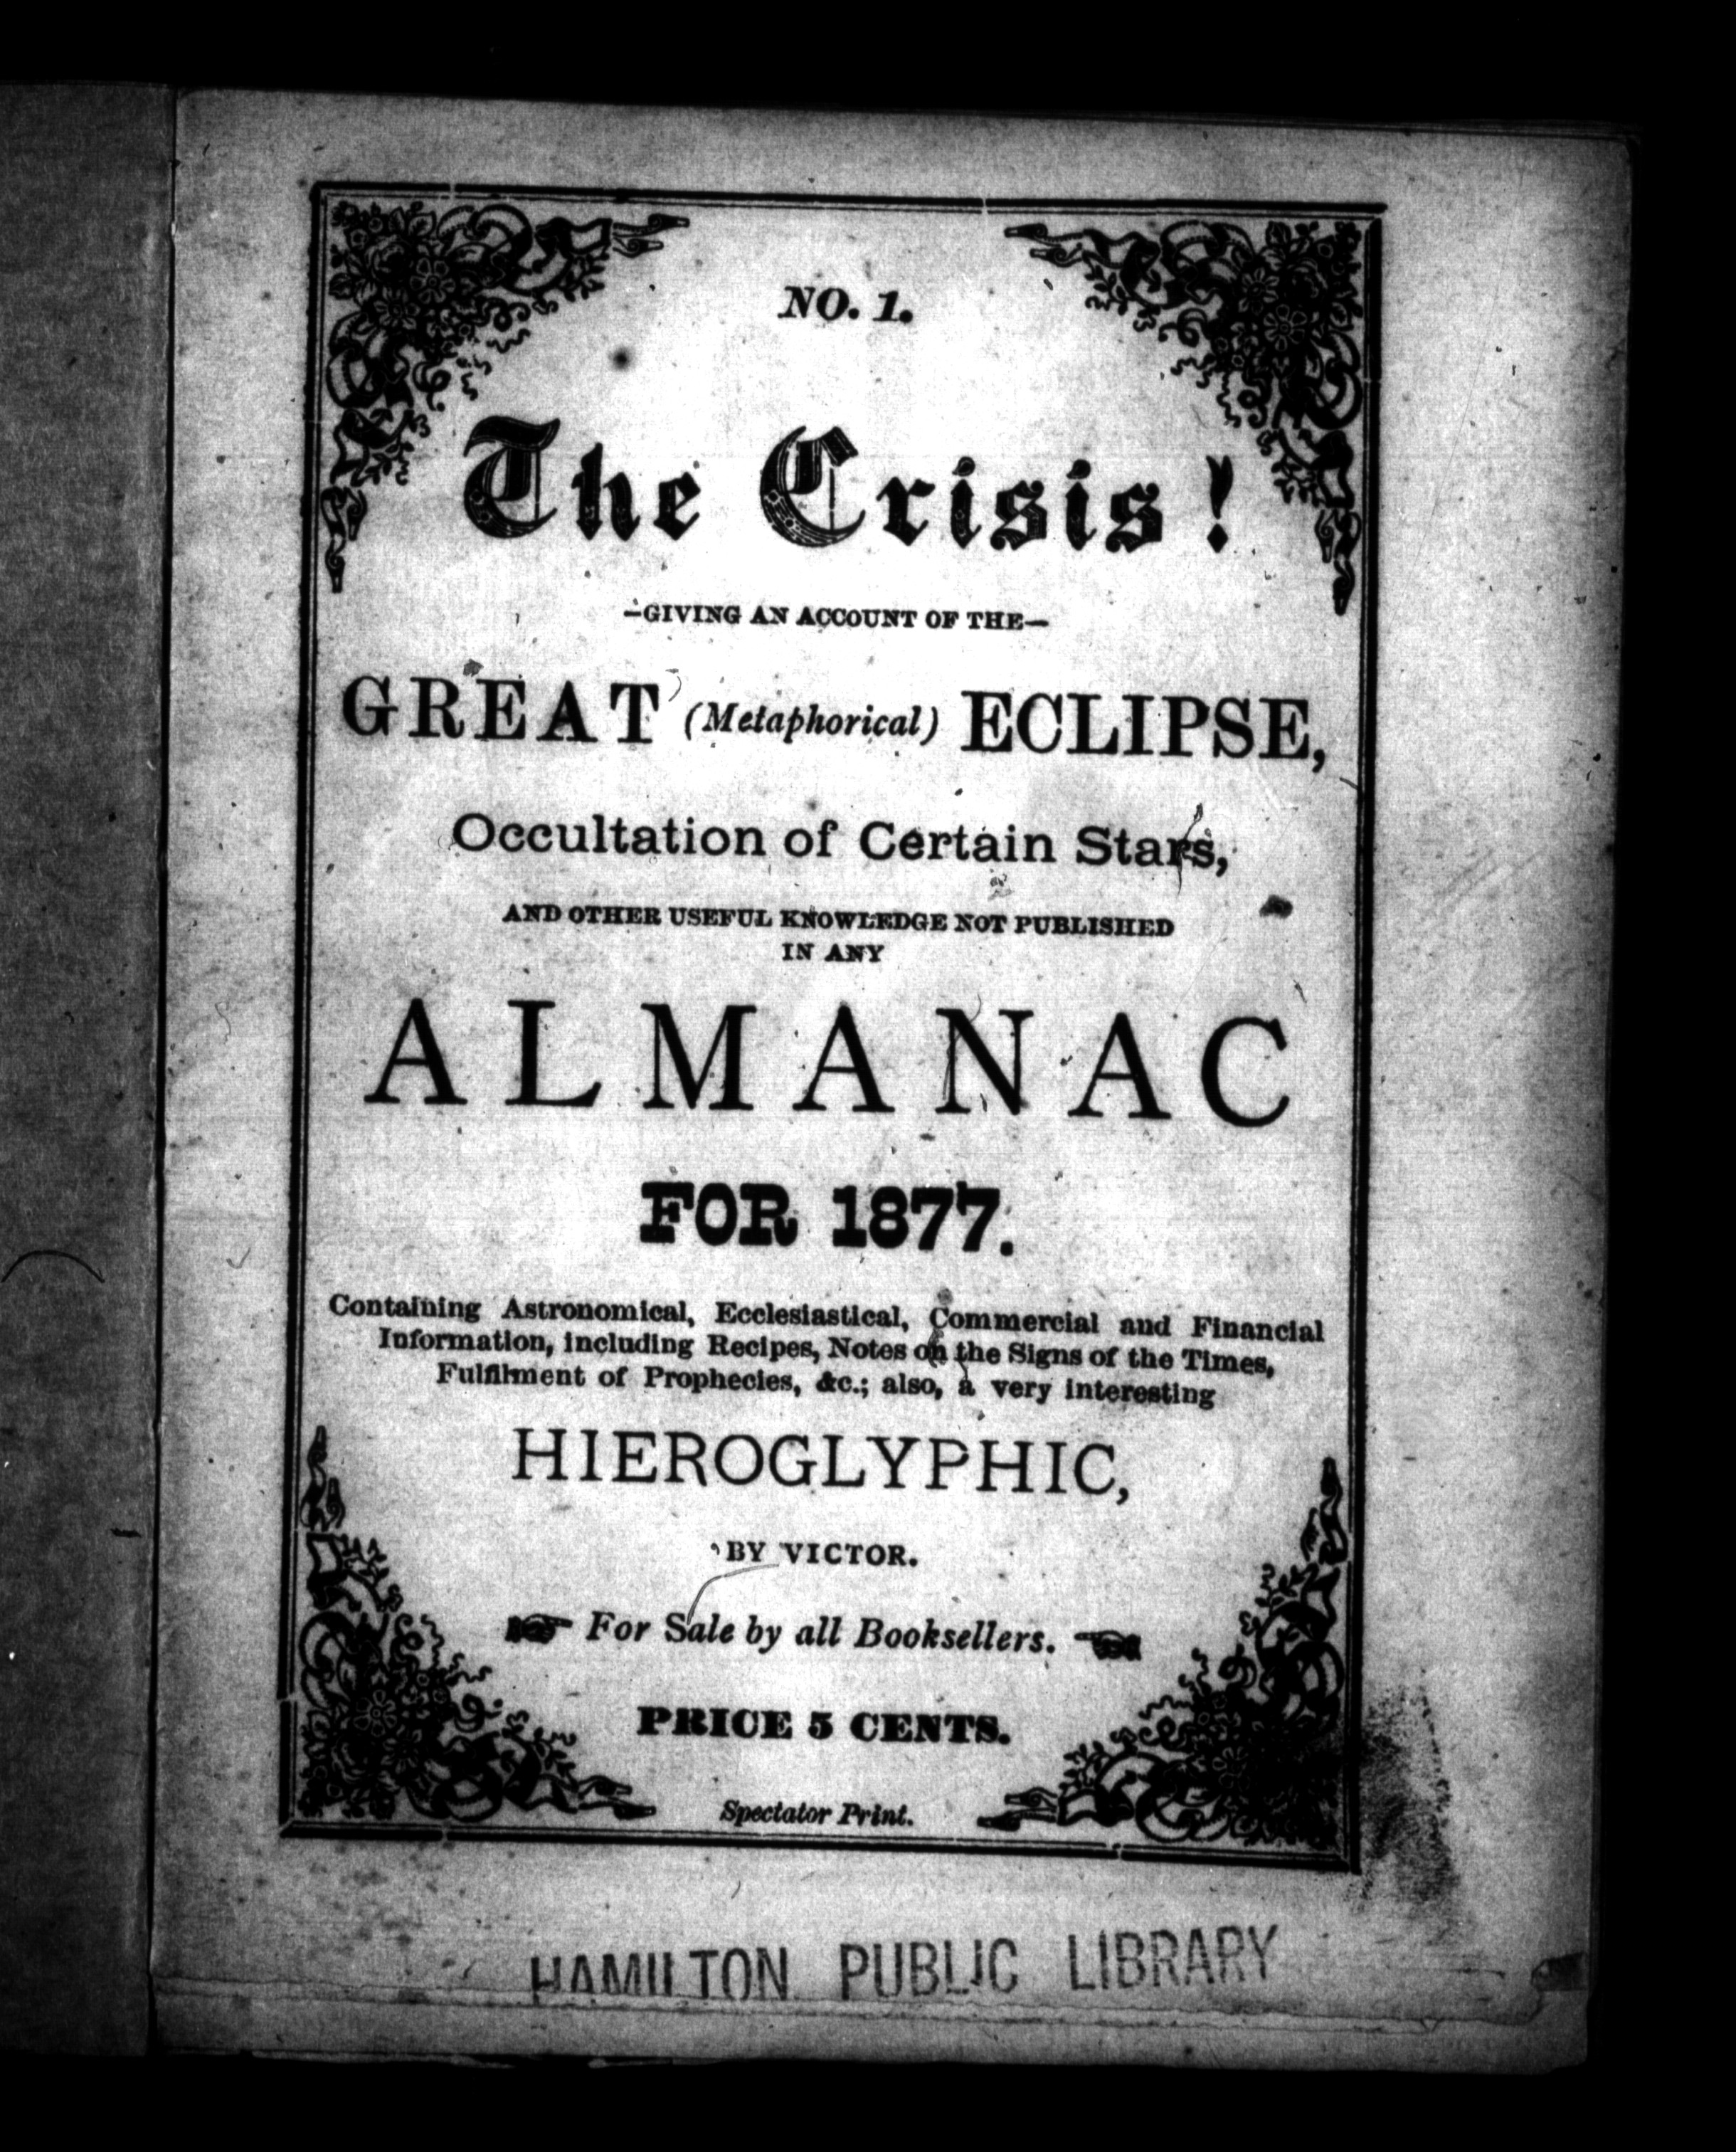 NO. 1.
The Crisis!
—GIVING AN ACCOUNT OF THE—
GREAT (Metaphorical) ECLIPSE,
Occultation of Certain Stars,
AND OTHER USEFUL KNOWLEDGE NOT PUBLISHED
IN ANY
ALMANAC
FOR 1877.
Containing Astronomical, Ecclesiastical, Commercial and Financial
Information, including Recipes, Notes on the Signs of the Times,
Fulfilment of Prophecies, &c.; also, a very interesting
HIEROGLYPHIC,
BY VICTOR.
☞ For Sale by all Booksellers. ☜
PRICE 5 CENTS.
Spectator Print.
HAMILTON PUBLIC LIBRARY